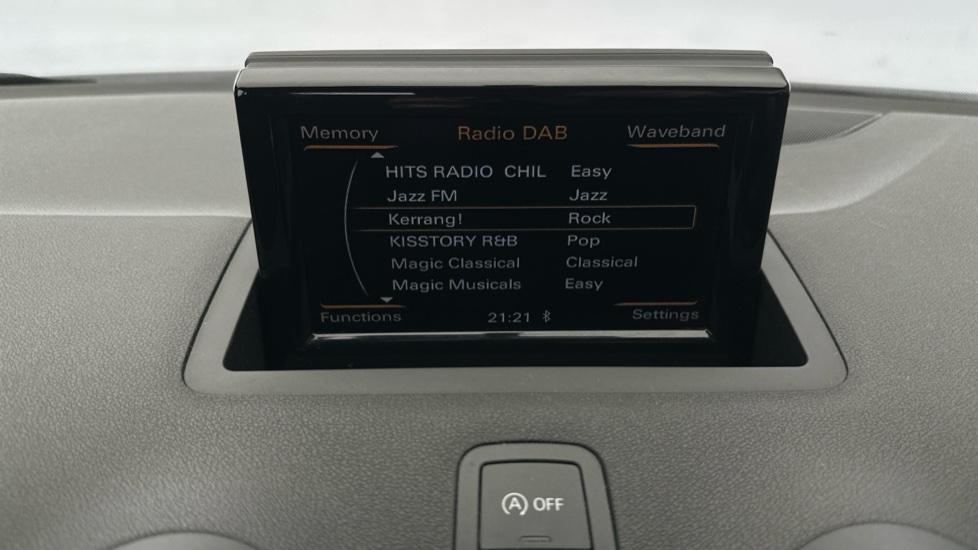 Memory Radio DAB Waveband
HITS RADIO CHIL Easy
Jazz FM Jazz
Kerrang! Rock
KISSTORY R&B Pop
Magic Classical Classical
Magic Musicals Easy
Functions 21:21 Settings
A OFF